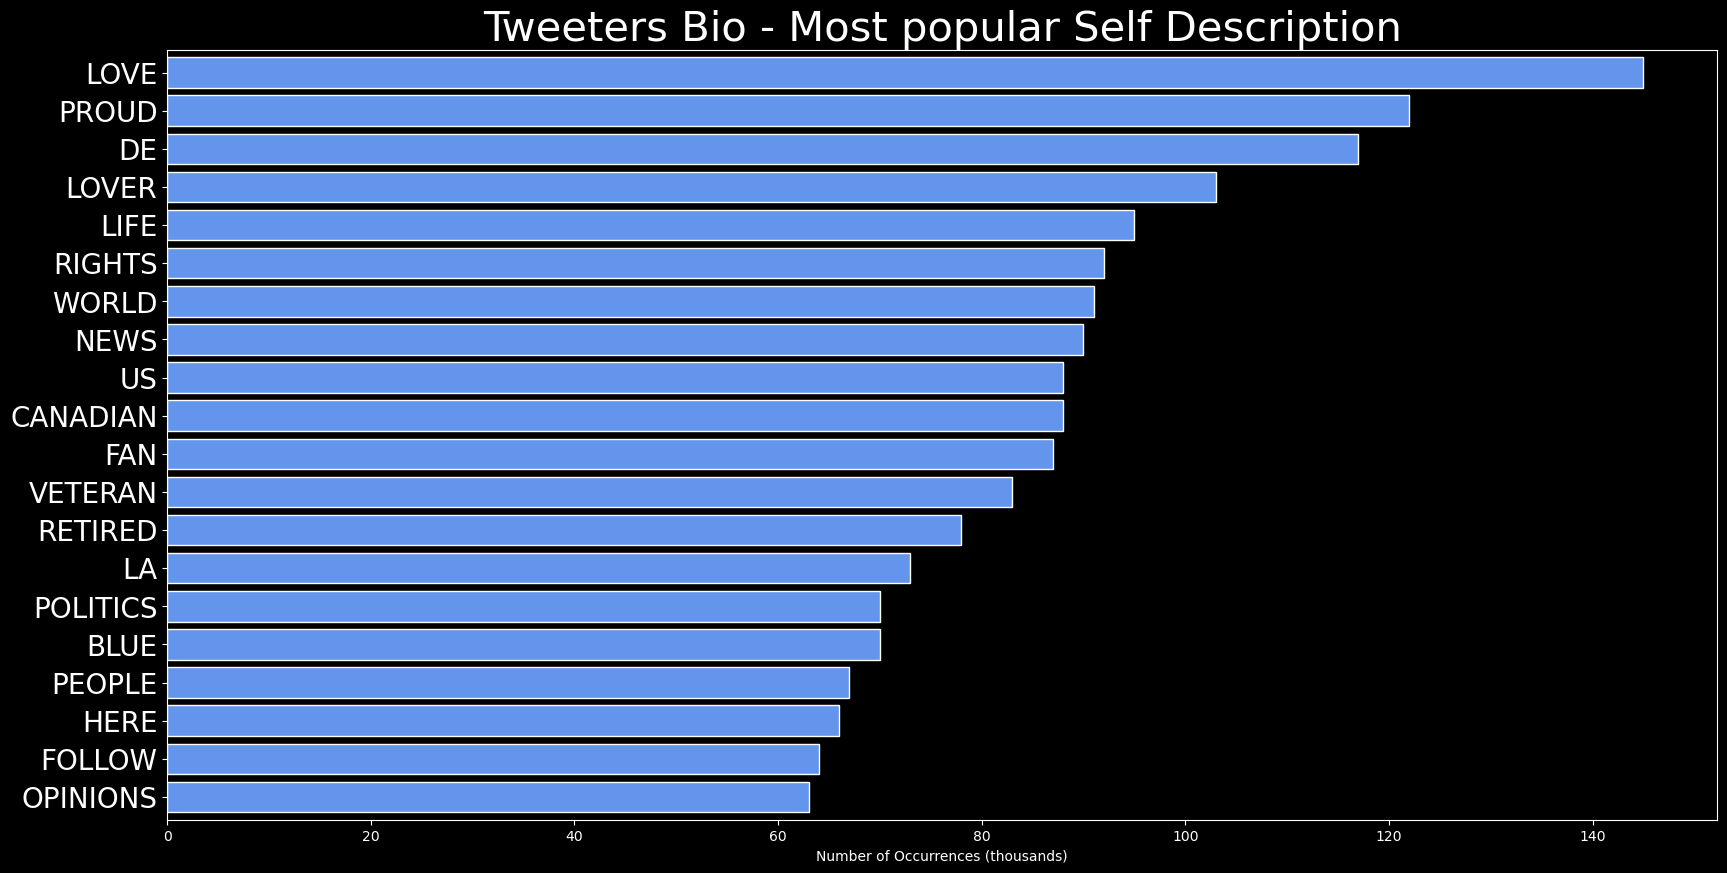 Tweeters Bio - Most popular Self Description
LOVE
PROUD
DE
LOVER
LIFE
RIGHTS
WORLD
NEWS
US
CANADIAN
FAN
VETERAN
RETIRED
LA
POLITICS
BLUE
PEOPLE
HERE
FOLLOW
OPINIONS
0 20 40 60 80 100 120 140
Number of Occurrences (thousands)